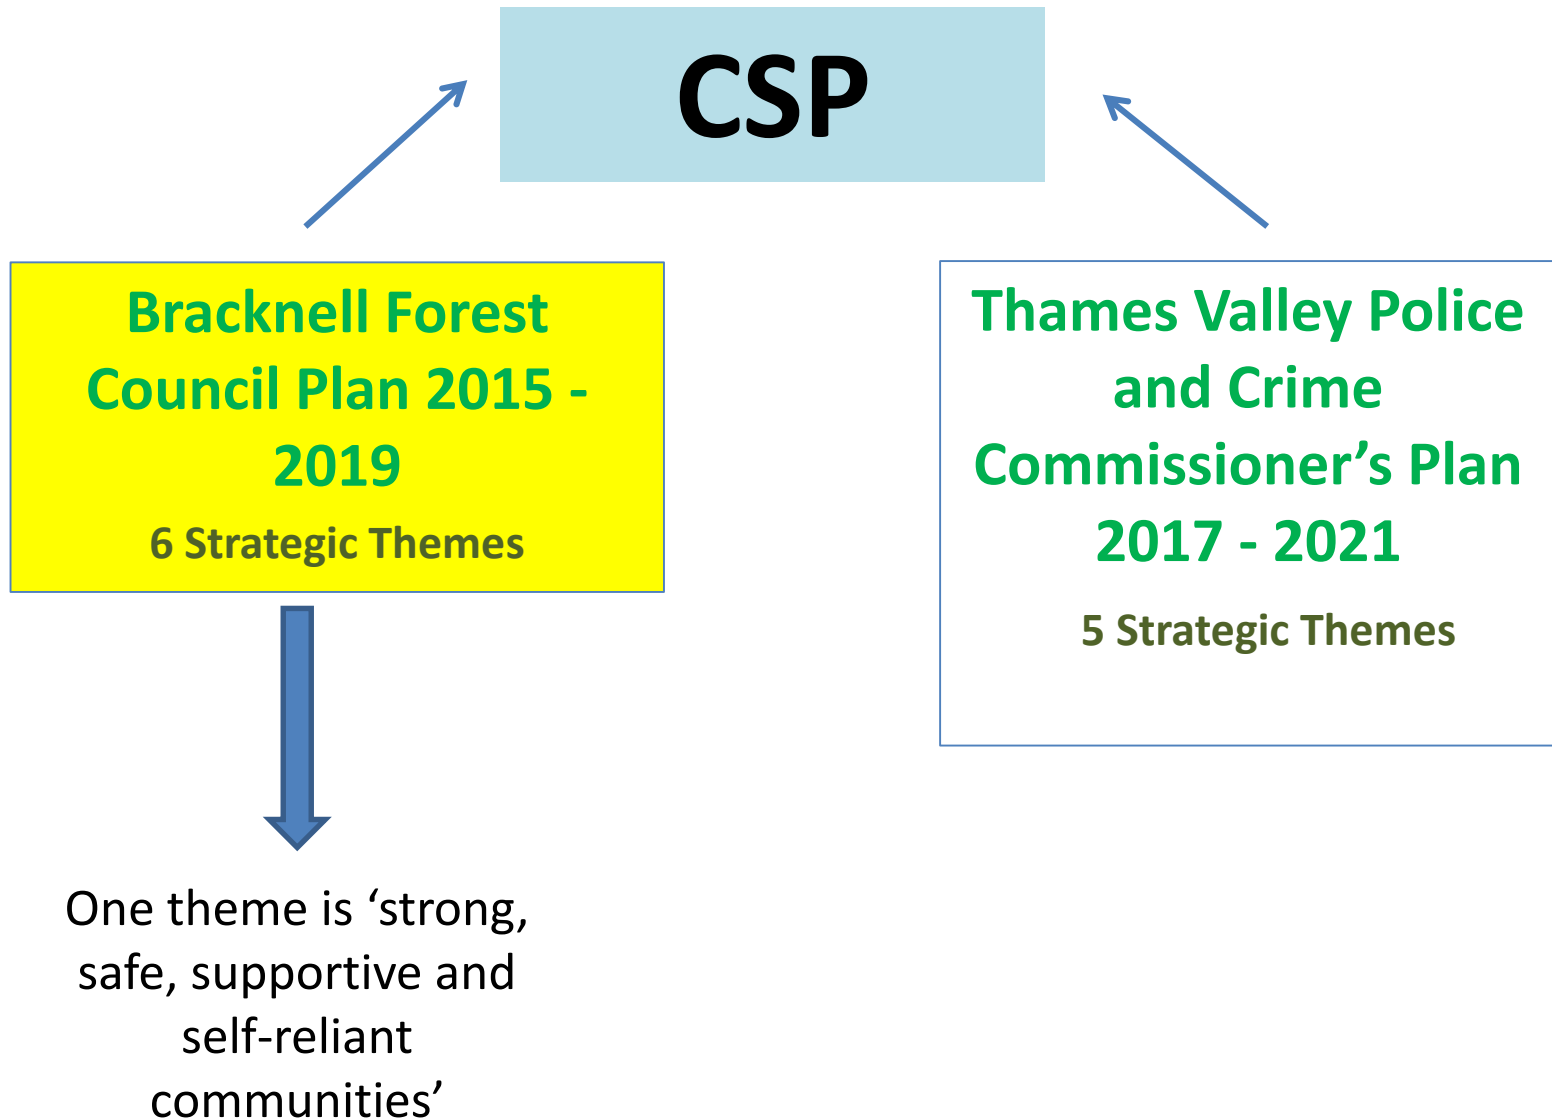 CSP
Bracknell Forest
Council Plan 2015 -
2019
6 Strategic Themes
Thames Valley Police
and Crime
Commissioner’s Plan
2017 - 2021
5 Strategic Themes
One theme is ‘strong,
safe, supportive and
self-reliant
communities’